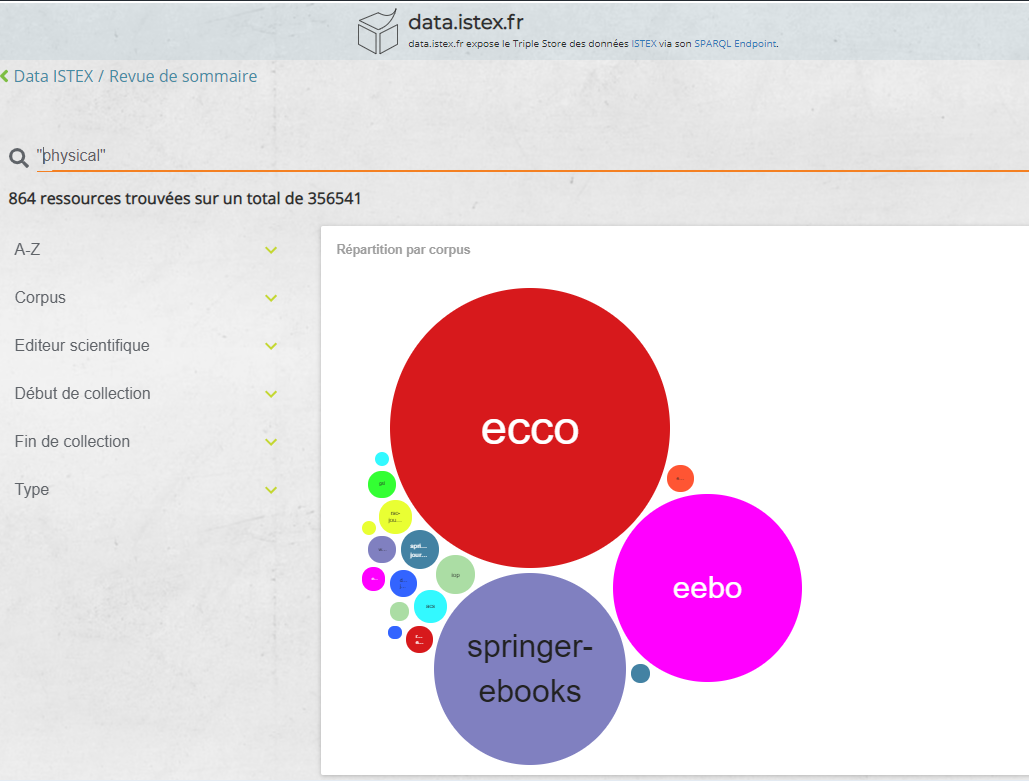 data.istex.fr
data.istex.fr expose le Triple Store des données ISTEX via son SPARQL Endpoint.
Data ISTEX / Revue de sommaire
"physical"
864 ressources trouvées sur un total de 356541
A-Z
Corpus
Editeur scientifique
Début de collection
Fin de collection
Type
Répartition par corpus
ecco
eebo
springer-
ebooks
spri...
jour...
iop
acs
rsc-
jou...
gsl